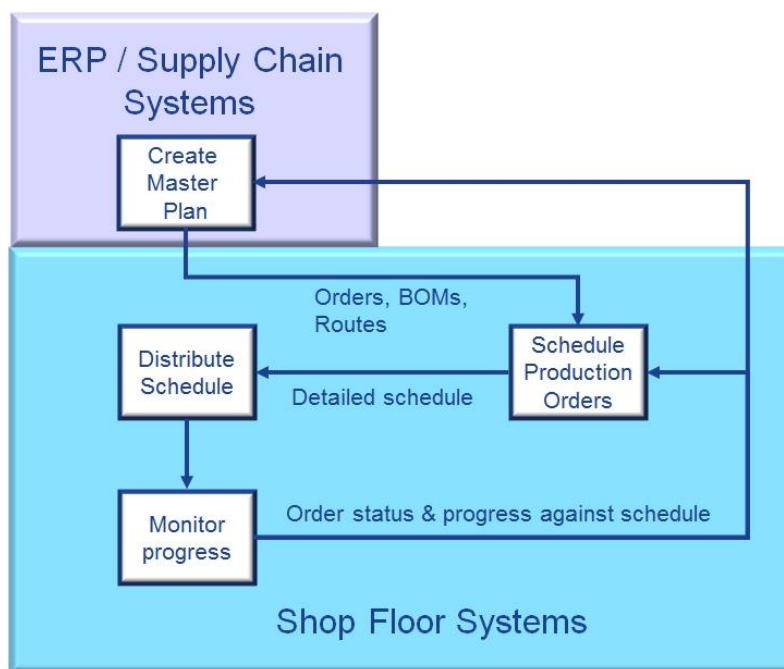 ERP / Supply Chain
Systems
Create
Master
Plan
Orders, BOMs,
Routes
Distribute
Schedule
Detailed schedule
Schedule
Production
Orders
Monitor
progress
Order status & progress against schedule
Shop Floor Systems